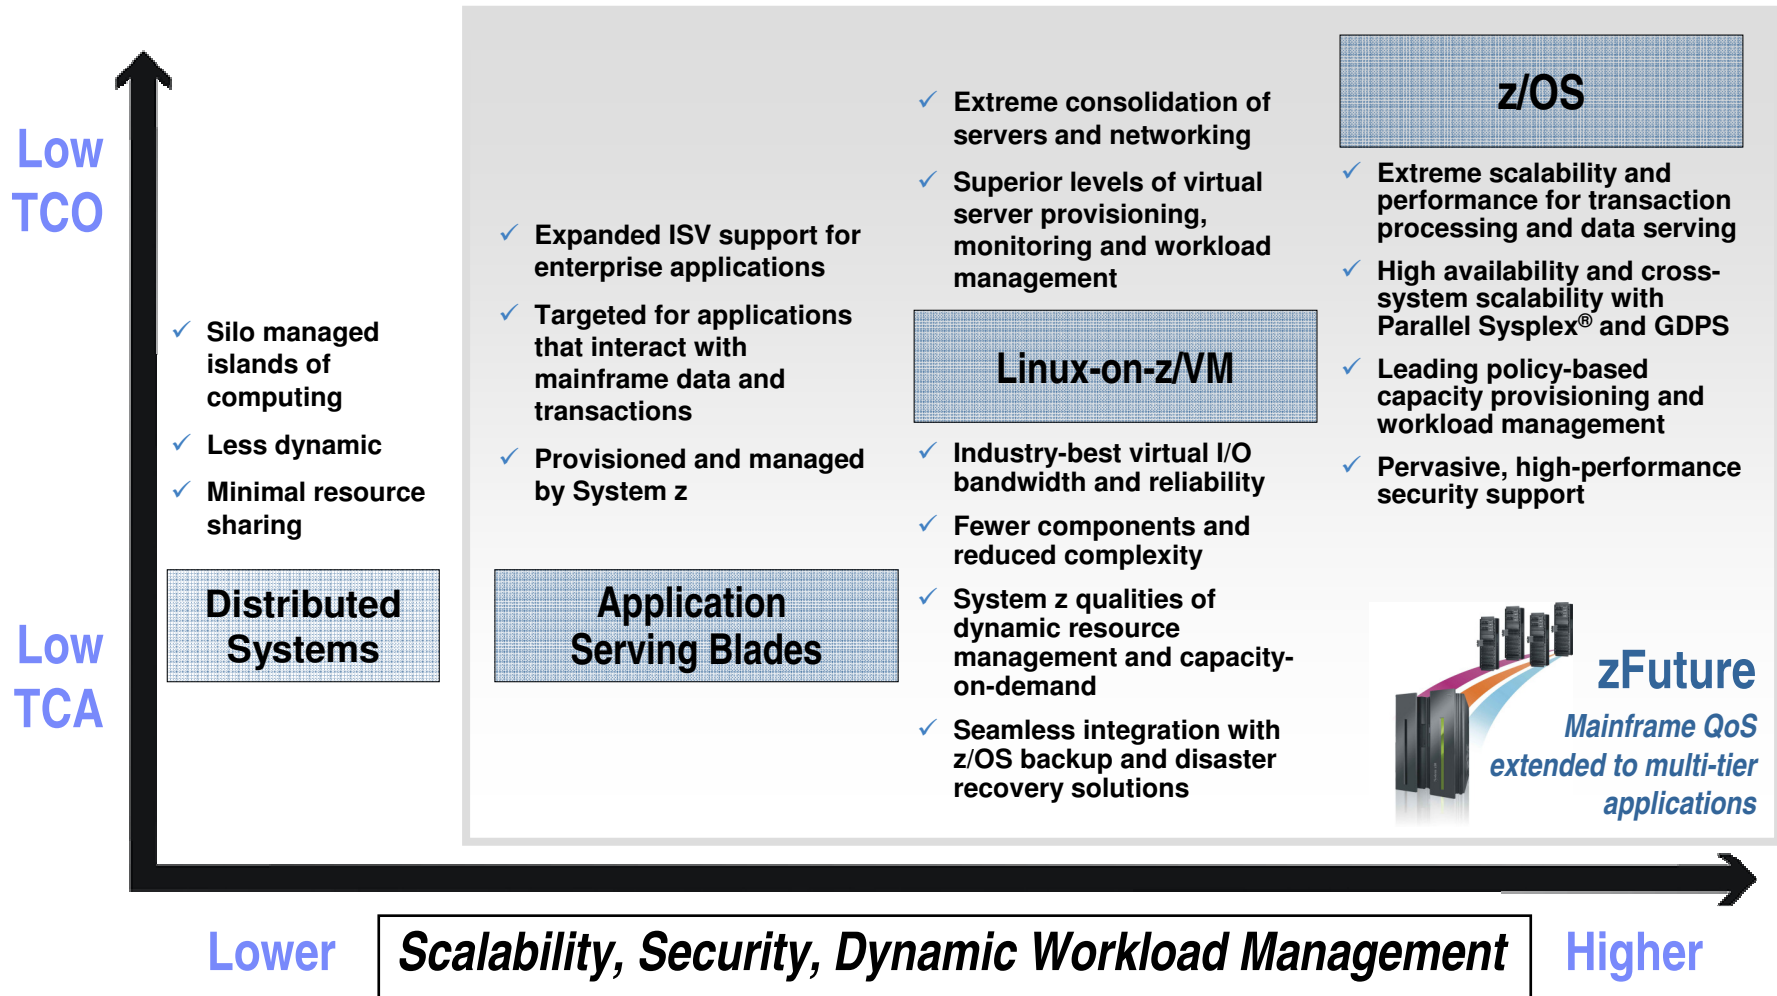 Low
TCO
Low
TCA
✓ Silo managed
islands of
computing
✓ Less dynamic
✓ Minimal resource
sharing
Distributed
Systems
✓ Expanded ISV support for
enterprise applications
✓ Targeted for applications
that interact with
mainframe data and
transactions
✓ Provisioned and managed
by System z
Application
Serving Blades
✓ Extreme consolidation of
servers and networking
✓ Superior levels of virtual
server provisioning,
monitoring and workload
management
Linux-on-z/VM
✓ Industry-best virtual I/O
bandwidth and reliability
✓ Fewer components and
reduced complexity
✓ System z qualities of
dynamic resource
management and capacity-
on-demand
✓ Seamless integration with
z/OS backup and disaster
recovery solutions
z/OS
✓ Extreme scalability and
performance for transaction
processing and data serving
✓ High availability and cross-
system scalability with
Parallel Sysplex® and GDPS
✓ Leading policy-based
capacity provisioning and
workload management
✓ Pervasive, high-performance
security support
zFuture
Mainframe QoS
extended to multi-tier
applications
Lower
Scalability, Security, Dynamic Workload Management
Higher